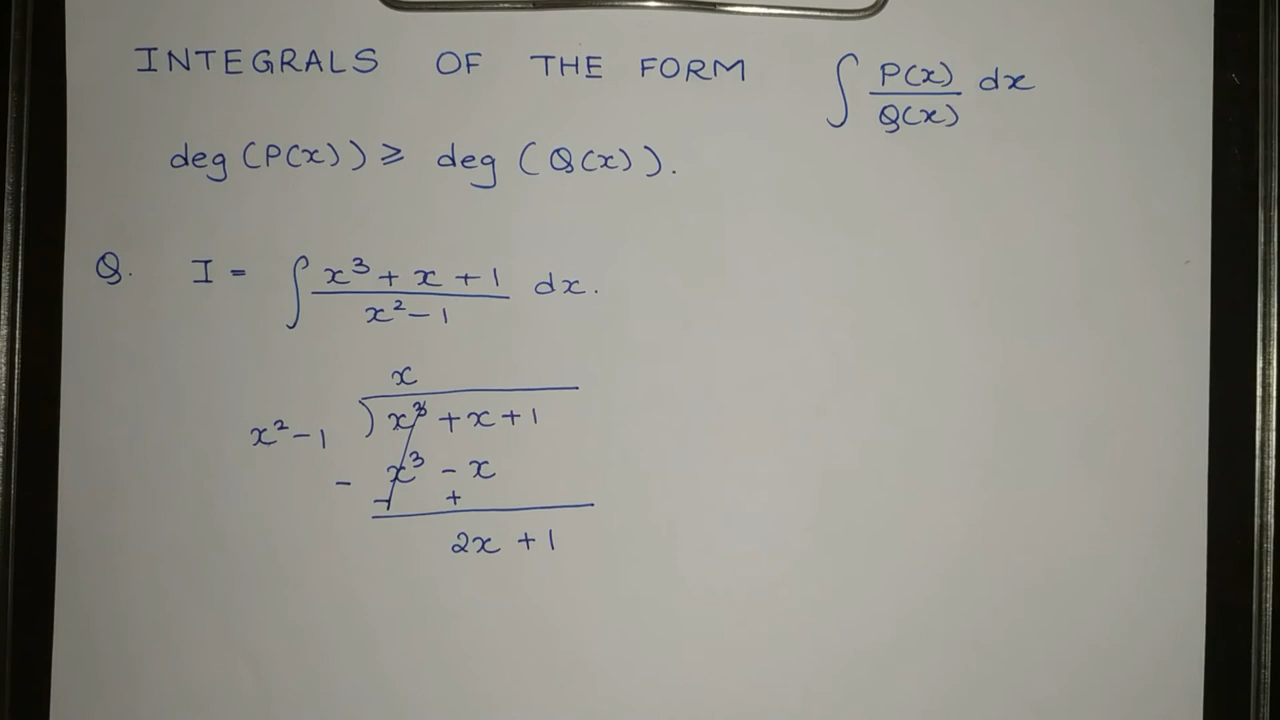 INTEGRALS OF THE FORM ∫ P(x)/Q(x) dx
deg (P(x)) ≥ deg (Q(x)).
Q. I = ∫ x³ + x + 1 / x² - 1 dx.
x
x² - 1 ) x³ + x + 1
- x³ - x
- +
2x + 1